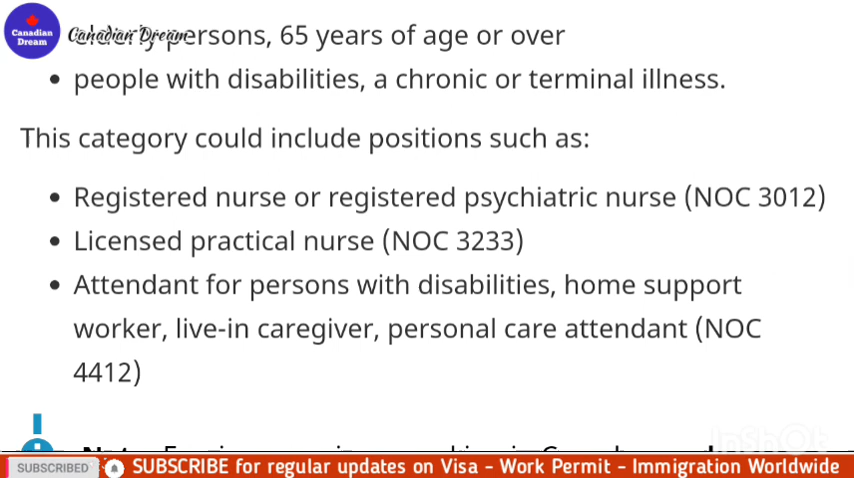 Canadian
Dream
Canadian Dream
elderly persons, 65 years of age or over
people with disabilities, a chronic or terminal illness.
This category could include positions such as:
Registered nurse or registered psychiatric nurse (NOC 3012)
Licensed practical nurse (NOC 3233)
Attendant for persons with disabilities, home support
worker, live-in caregiver, personal care attendant (NOC
4412)
InShOt
SUBSCRIBED
SUBSCRIBE for regular updates on Visa - Work Permit - Immigration Worldwide